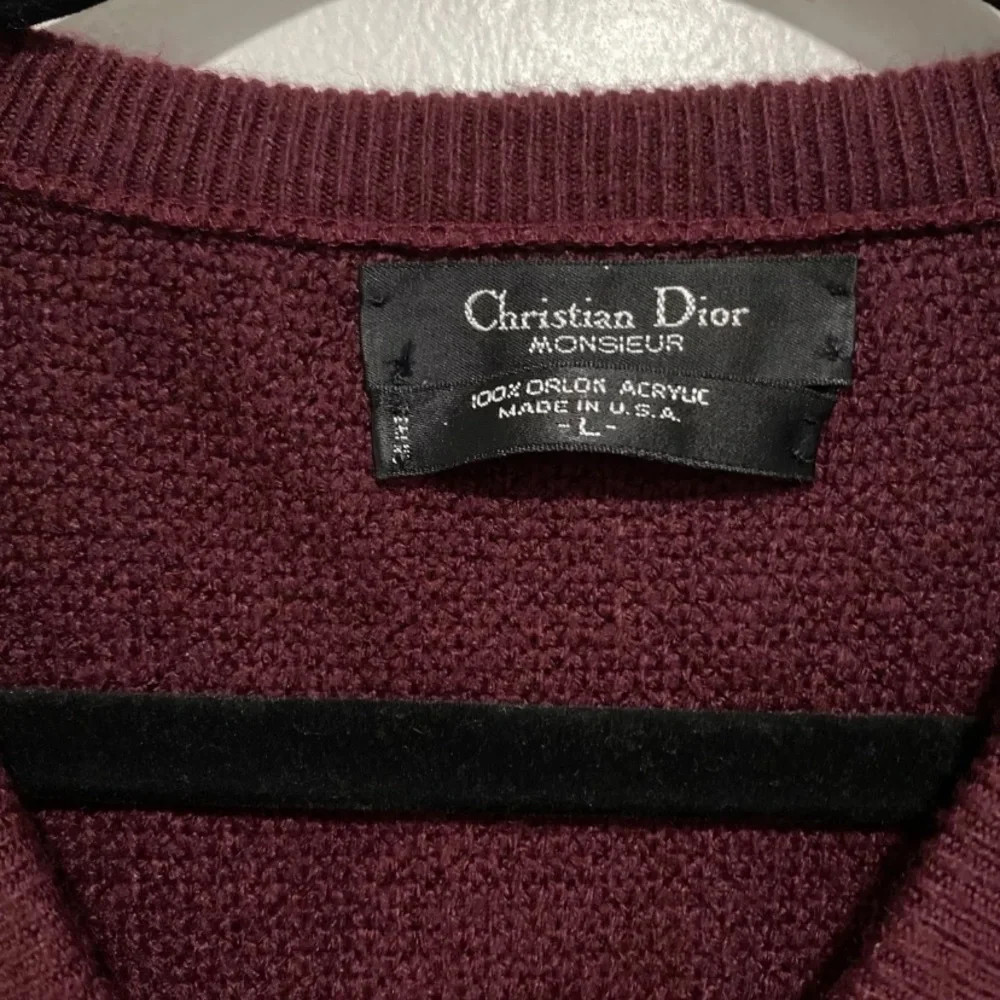 Christian Dior
MONSIEUR
100% ORLON ACRYLIC
MADE IN U.S.A.
-L-